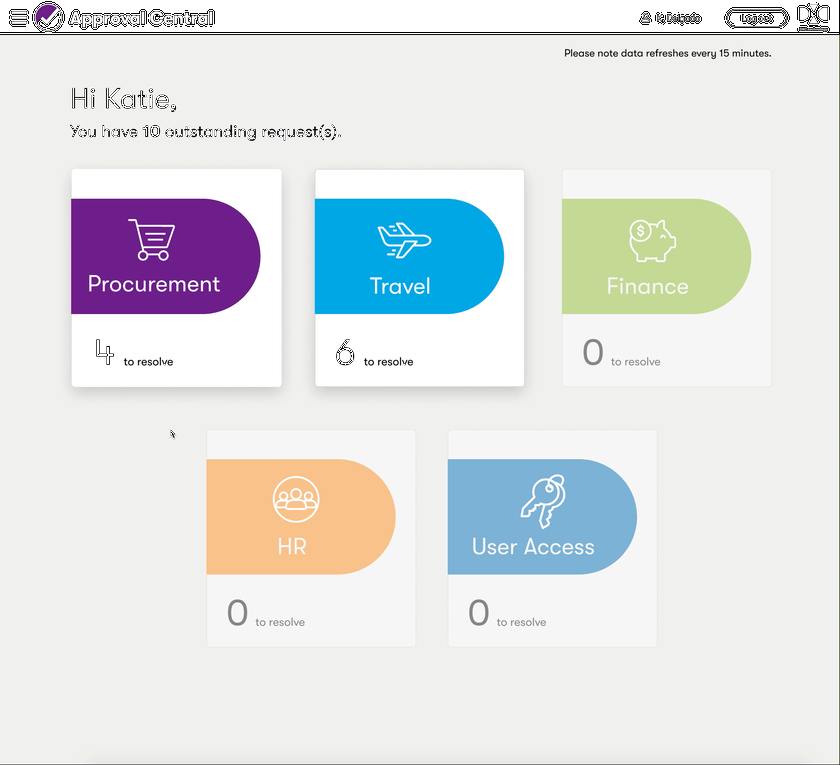 Approval Central
Delgado
Logout
Please note data refreshes every 15 minutes.
Hi Katie,
You have 10 outstanding request(s).
Procurement
Travel
Finance
4 to resolve
6 to resolve
$
0 to resolve
HR
User Access
0 to resolve
0 to resolve